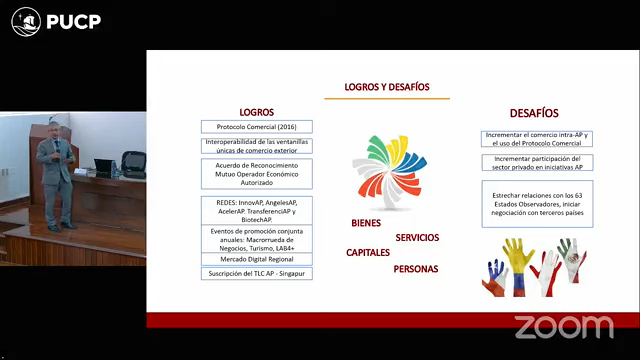 PUCP
LOGROS Y DESAFÍOS
LOGROS
Protocolo Comercial (2016)
Interoperabilidad de las ventanillas
únicas de comercio exterior
Acuerdo de Reconocimiento
Mutuo Operador Económico
Autorizado
REDES: InnovAP, AngelesAP,
AcelerAP. TransferenciAP y
BiotechAP.
Eventos de promoción conjunta
anuales: Macrorrueda de
Negocios, Turismo, LAB4+
Mercado Digital Regional
Suscripción del TLC AP - Singapur
BIENES
SERVICIOS
CAPITALES
PERSONAS
DESAFÍOS
Incrementar el comercio intra-AP y
el uso del Protocolo Comercial
Incrementar participación del
sector privado en iniciativas AP
Estrechar relaciones con los 63
Estados Observadores, iniciar
negociación con terceros países
zoom